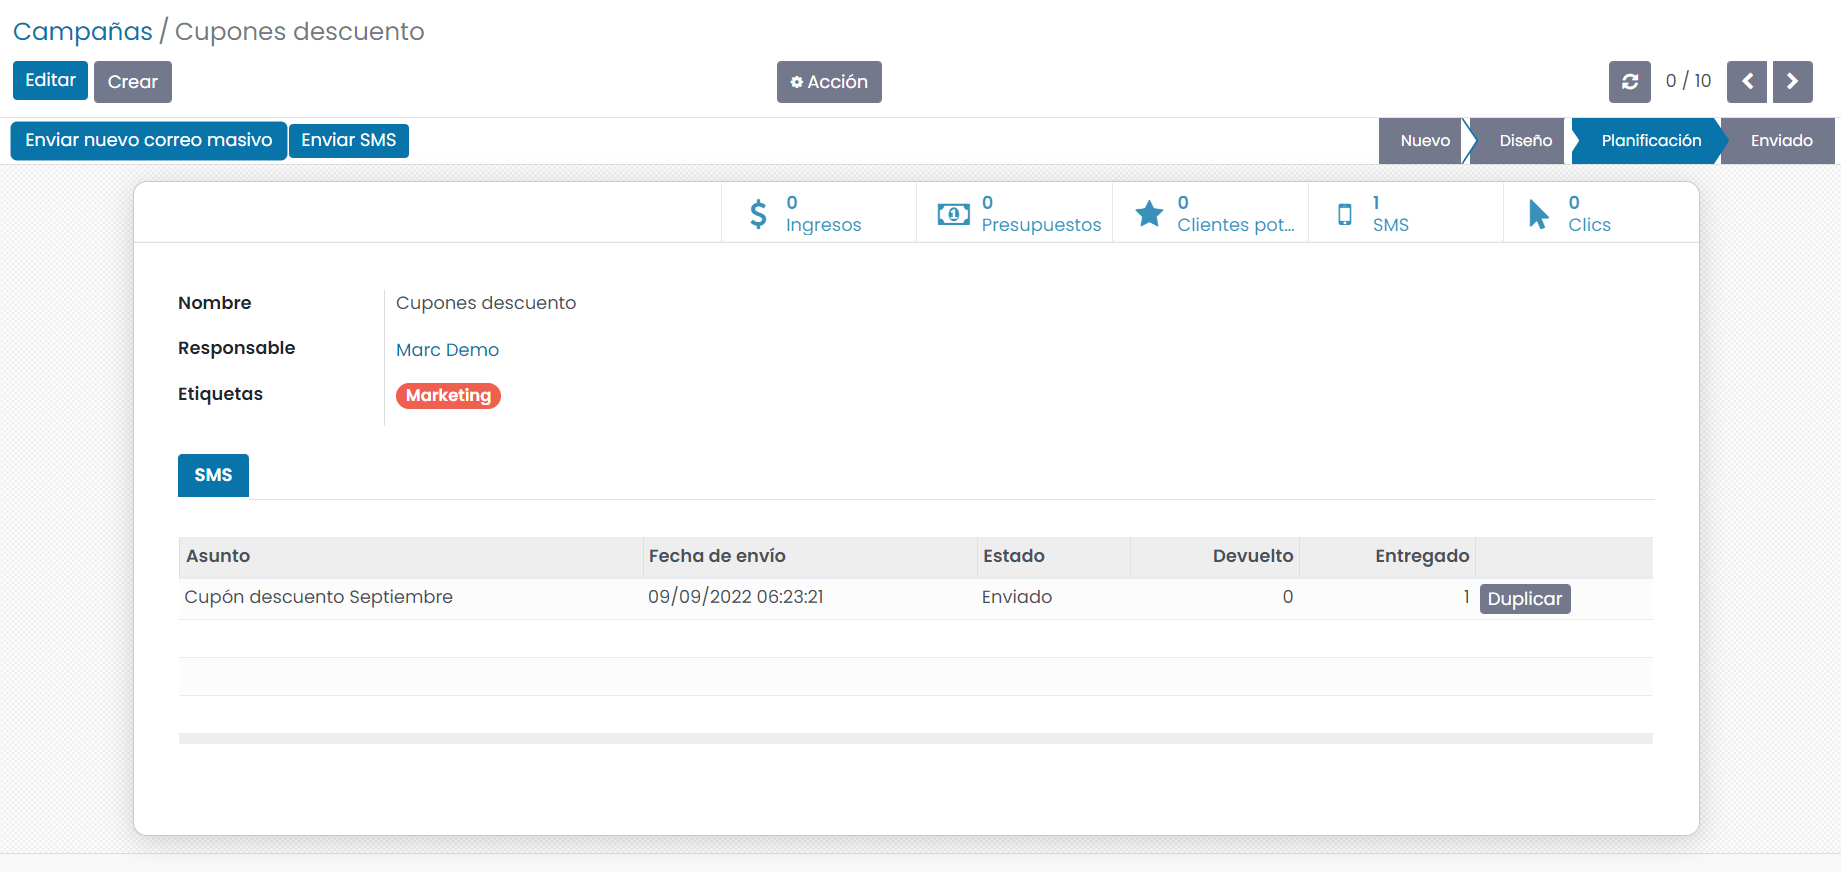 Campañas / Cupones descuento
Editar Crear Acción 0 / 10
Enviar nuevo correo masivo Enviar SMS Nuevo Diseño Planificación Enviado
0 0 0 1 0
Ingresos Presupuestos Clientes pot... SMS Clics
Nombre Cupones descuento
Responsable Marc Demo
Etiquetas Marketing
SMS
Asunto Fecha de envío Estado Devuelto Entregado
Cupón descuento Septiembre 09/09/2022 06:23:21 Enviado 0 1 Duplicar